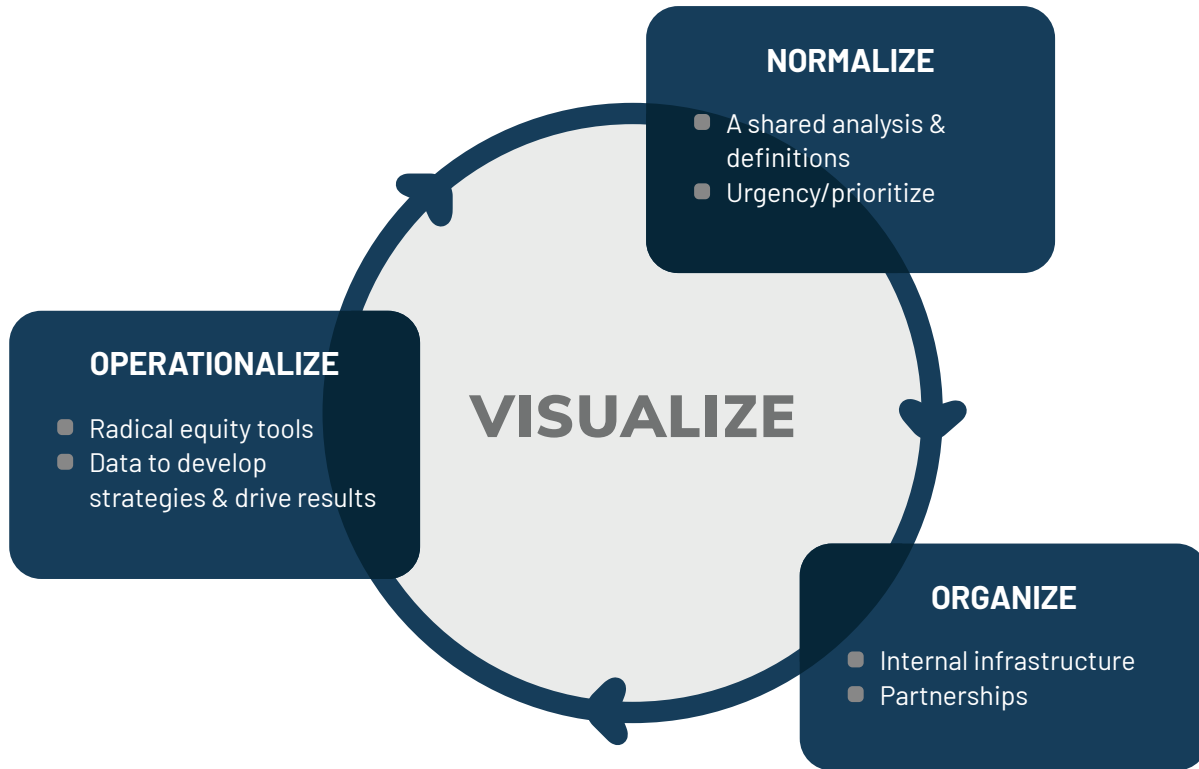 NORMALIZE
A shared analysis &
definitions
Urgency/prioritize
OPERATIONALIZE
Radical equity tools
Data to develop
strategies & drive results
VISUALIZE
ORGANIZE
Internal infrastructure
Partnerships